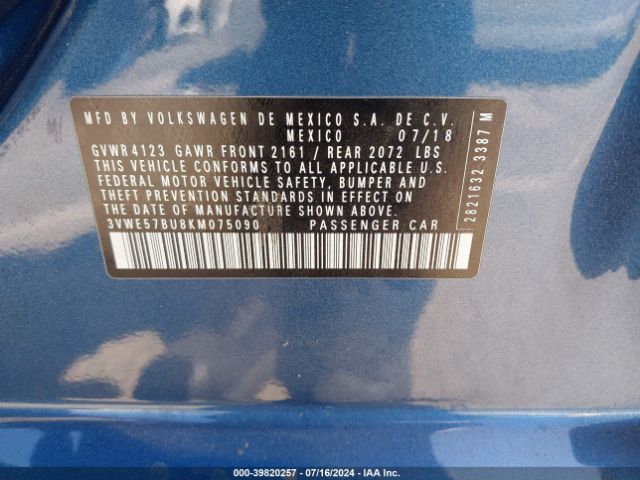 MFD BY VOLKSWAGEN DE MEXICO S.A. DE C.V.
MEXICO 07/18
GVWR 4123 GAWR FRONT 2161 / REAR 2072 LBS
THIS VEHICLE CONFORMS TO ALL APPLICABLE U.S.
FEDERAL MOTOR VEHICLE SAFETY, BUMPER AND
THEFT PREVENTION STANDARDS IN EFFECT ON
THE DATE OF MANUFACTURE SHOWN ABOVE.
3VWE57BU8KM075090 PASSENGER CAR
2821632 3387 M
000-39820257 - 07/16/2024 - IAA Inc.